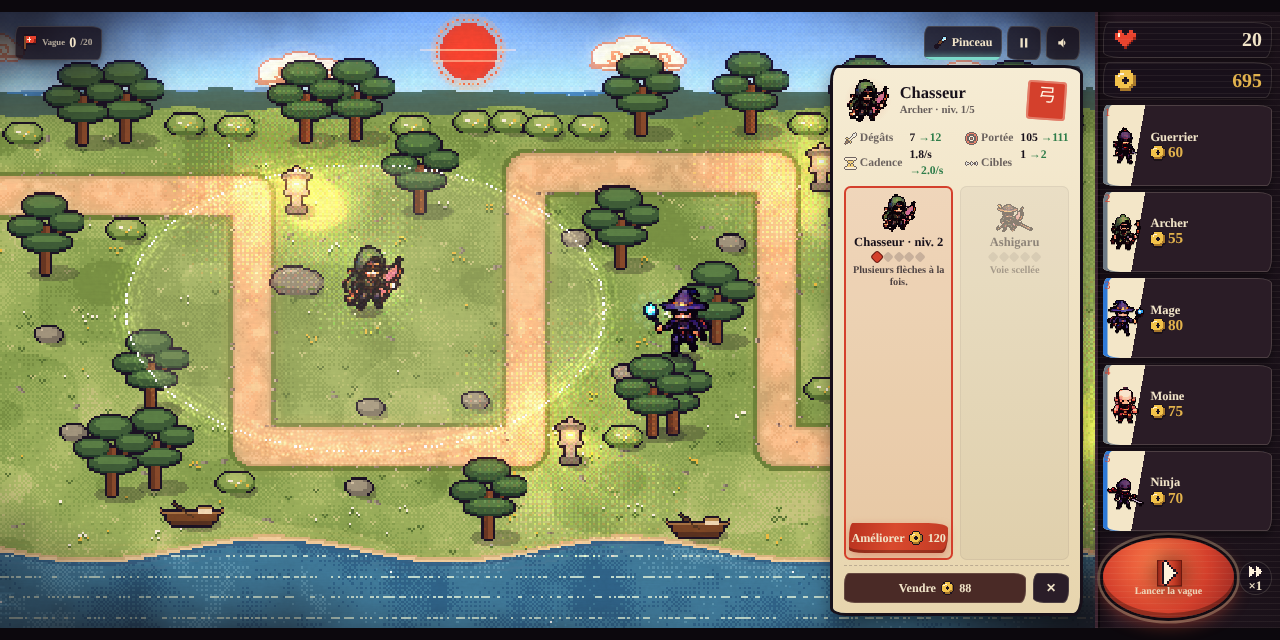 Vague 0 /20
Pinceau
20
695
Chasseur
Archer · niv. 1/5
弓
Dégâts 7 →12
Portée 105 →111
Cadence 1.8/s →2.0/s
Cibles 1 →2
Chasseur · niv. 2
Plusieurs flèches à la fois.
Améliorer 120
Ashigaru
Voie scellée
Vendre 88
×
Guerrier
60
Archer
55
Mage
80
Moine
75
Ninja
70
Lancer la vague
×1